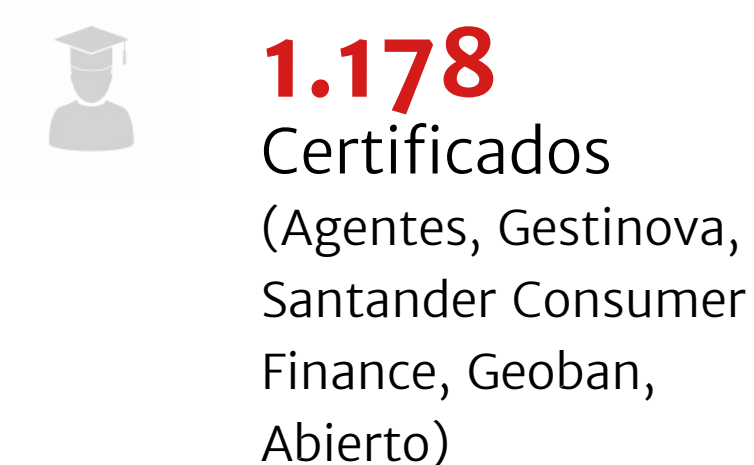 1.178
Certificados
(Agentes, Gestinova,
Santander Consumer
Finance, Geoban,
Abierto)